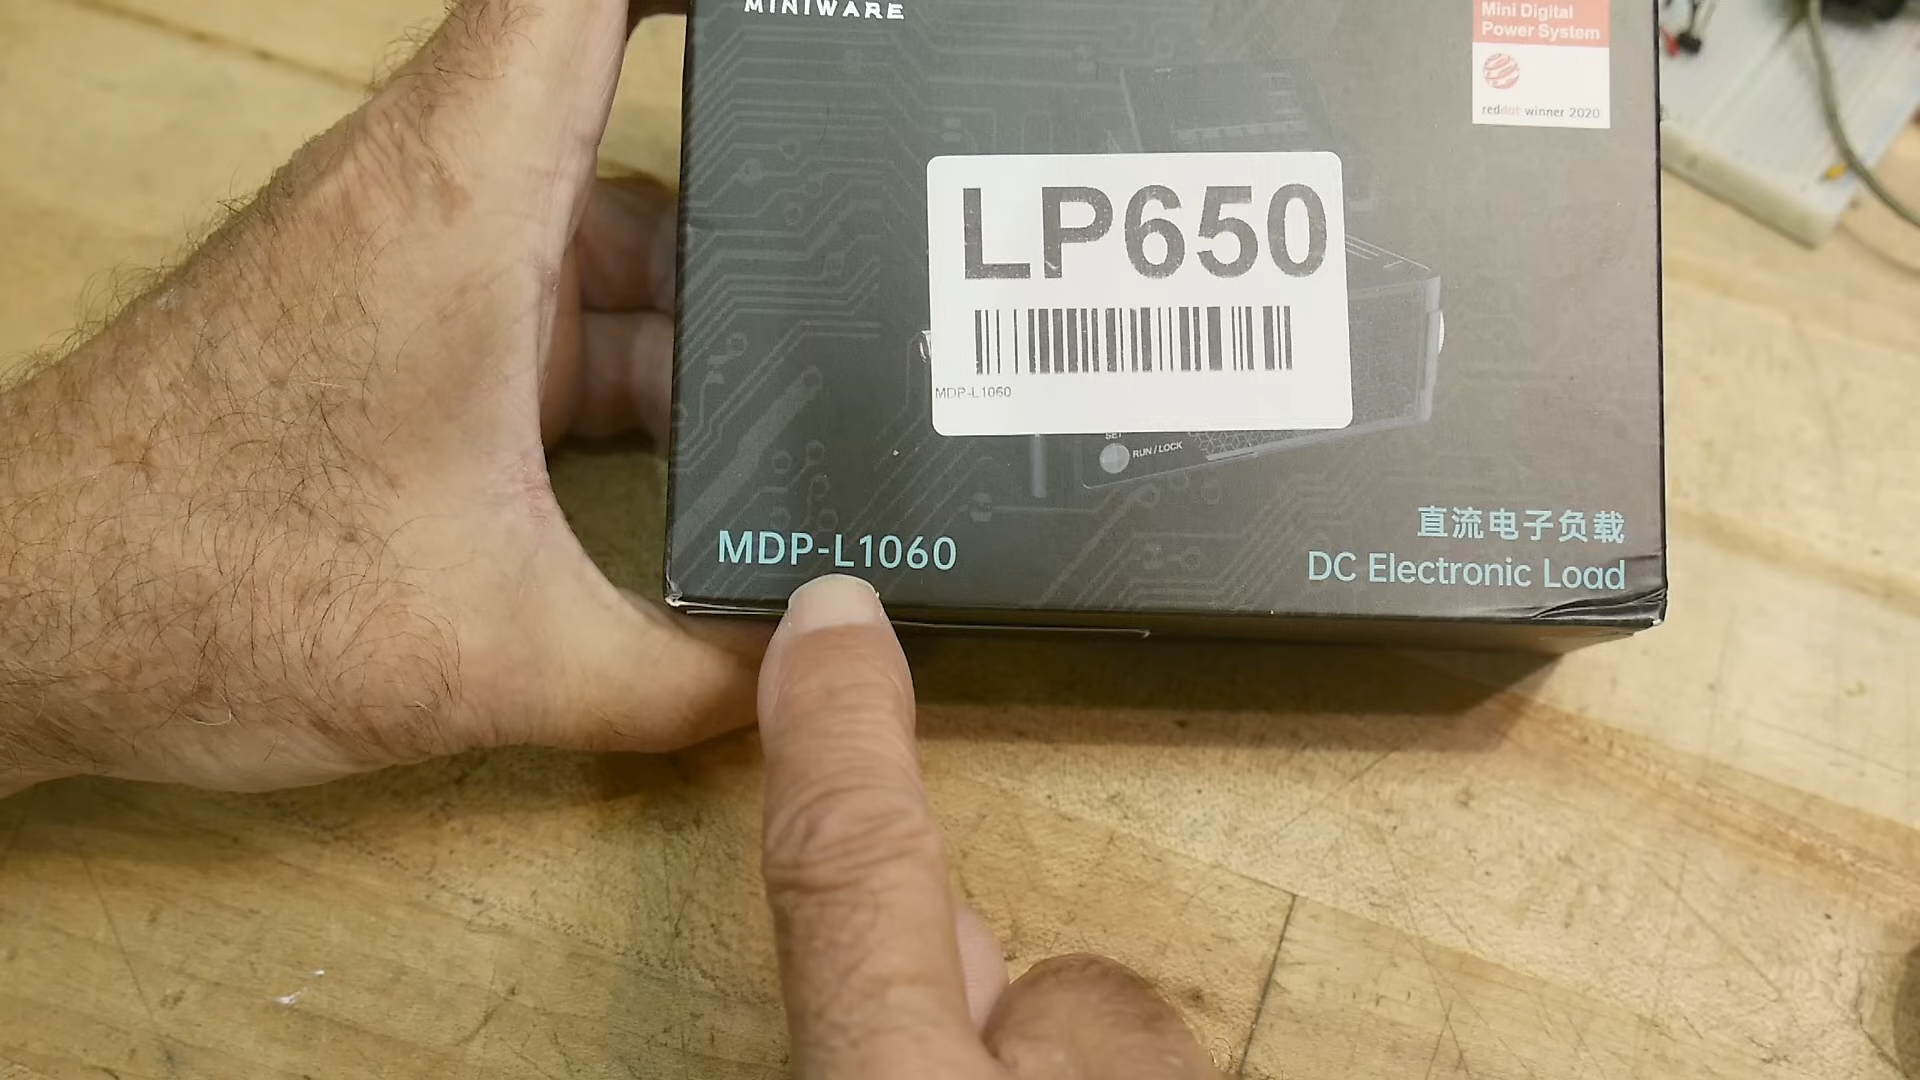 MINIWARE
Mini Digital
Power System
reddot winner 2020
LP650
MDP-L1060
SET
RUN / LOCK
MDP-L1060
直流电子负载
DC Electronic Load